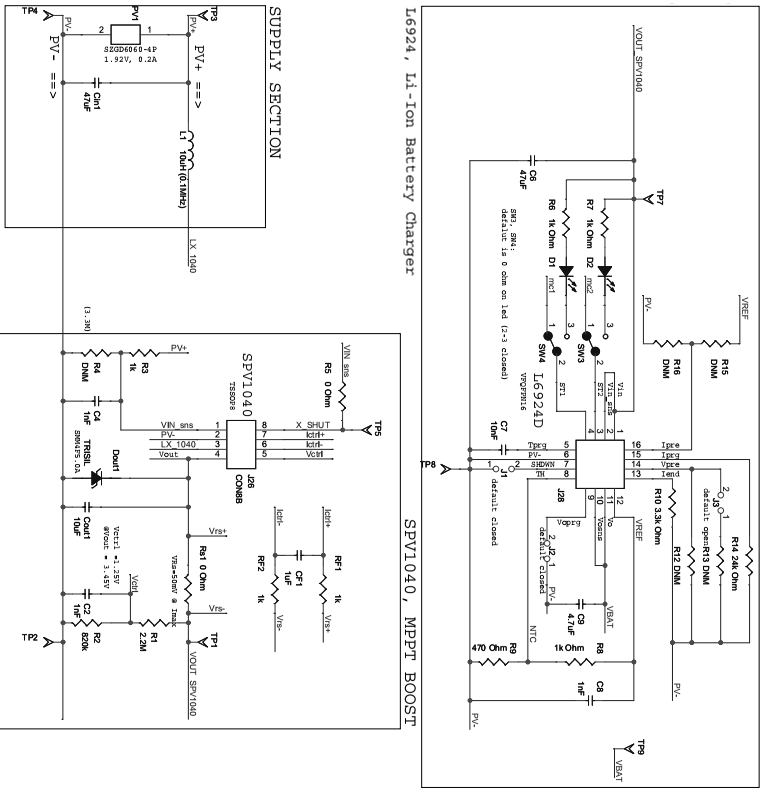 SUPPLY SECTION
TP4
PV-
PV1
2
1
SZGD6060-4P
1.92V, 0.2A
TP3
PV+
PV- ==>
PV+ ==>
Cin1
47uF
L1
10uH (0.1MHz)
LX_1040
SPV1040, MPPT BOOST
(3.3M)
R4
DNM
R3
1k
PV+
C4
1nF
VIN_sns
R5 0 Ohm
TP5
SPV1040
TSSOP8
VIN_sns
PV-
LX_1040
Vout
1
2
3
4
8
7
6
5
X_SHUT
Ictrl+
Ictrl-
Vctrl
J26
CON8B
Dout1
TRISIL
SMM4F5.0A
Cout1
10uF
Vctrl =1.25V
@Vout = 3.45V
Vrs+
Rs1 0 Ohm
VRs=50mV @ Imax
Vrs-
Vctrl
C2
1nF
R2
820k
R1
2.2M
TP2
TP1
VOUT_SPV1040
Ictrl-
Ictrl+
CF1
1uF
RF2
1k
RF1
1k
Vrs-
Vrs+
L6924, Li-Ion Battery Charger
VOUT_SPV1040
C6
47uF
TP7
R6
1k Ohm
R7
1k Ohm
D1
D2
SW3, SW4:
defalut is 0 ohm on led (2-3 closed)
mc1
mc2
1
3
2
SW4
1
3
2
SW3
ST1
ST2
Vin_sns
Vin
PV-
VREF
R16
DNM
R15
DNM
L6924D
VFQFPN16
4
3
2
1
C7
10nF
Tprg
PV-
SHDWN
TH
5
6
7
8
16
15
14
13
Ipre
Iprg
Vpre
Iend
TP8
1
2
J1
default closed
J28
9
10
11
12
Voprg
Vosns
Vo
VREF
J2
2
1
default closed
PV-
C9
4.7uF
VBAT
R10 3.3k Ohm
R12 DNM
J3
2
1
default open
R13 DNM
R14 24k Ohm
PV-
NTC
470 Ohm R9
1k Ohm R8
C8
1nF
PV-
TP9
VBAT